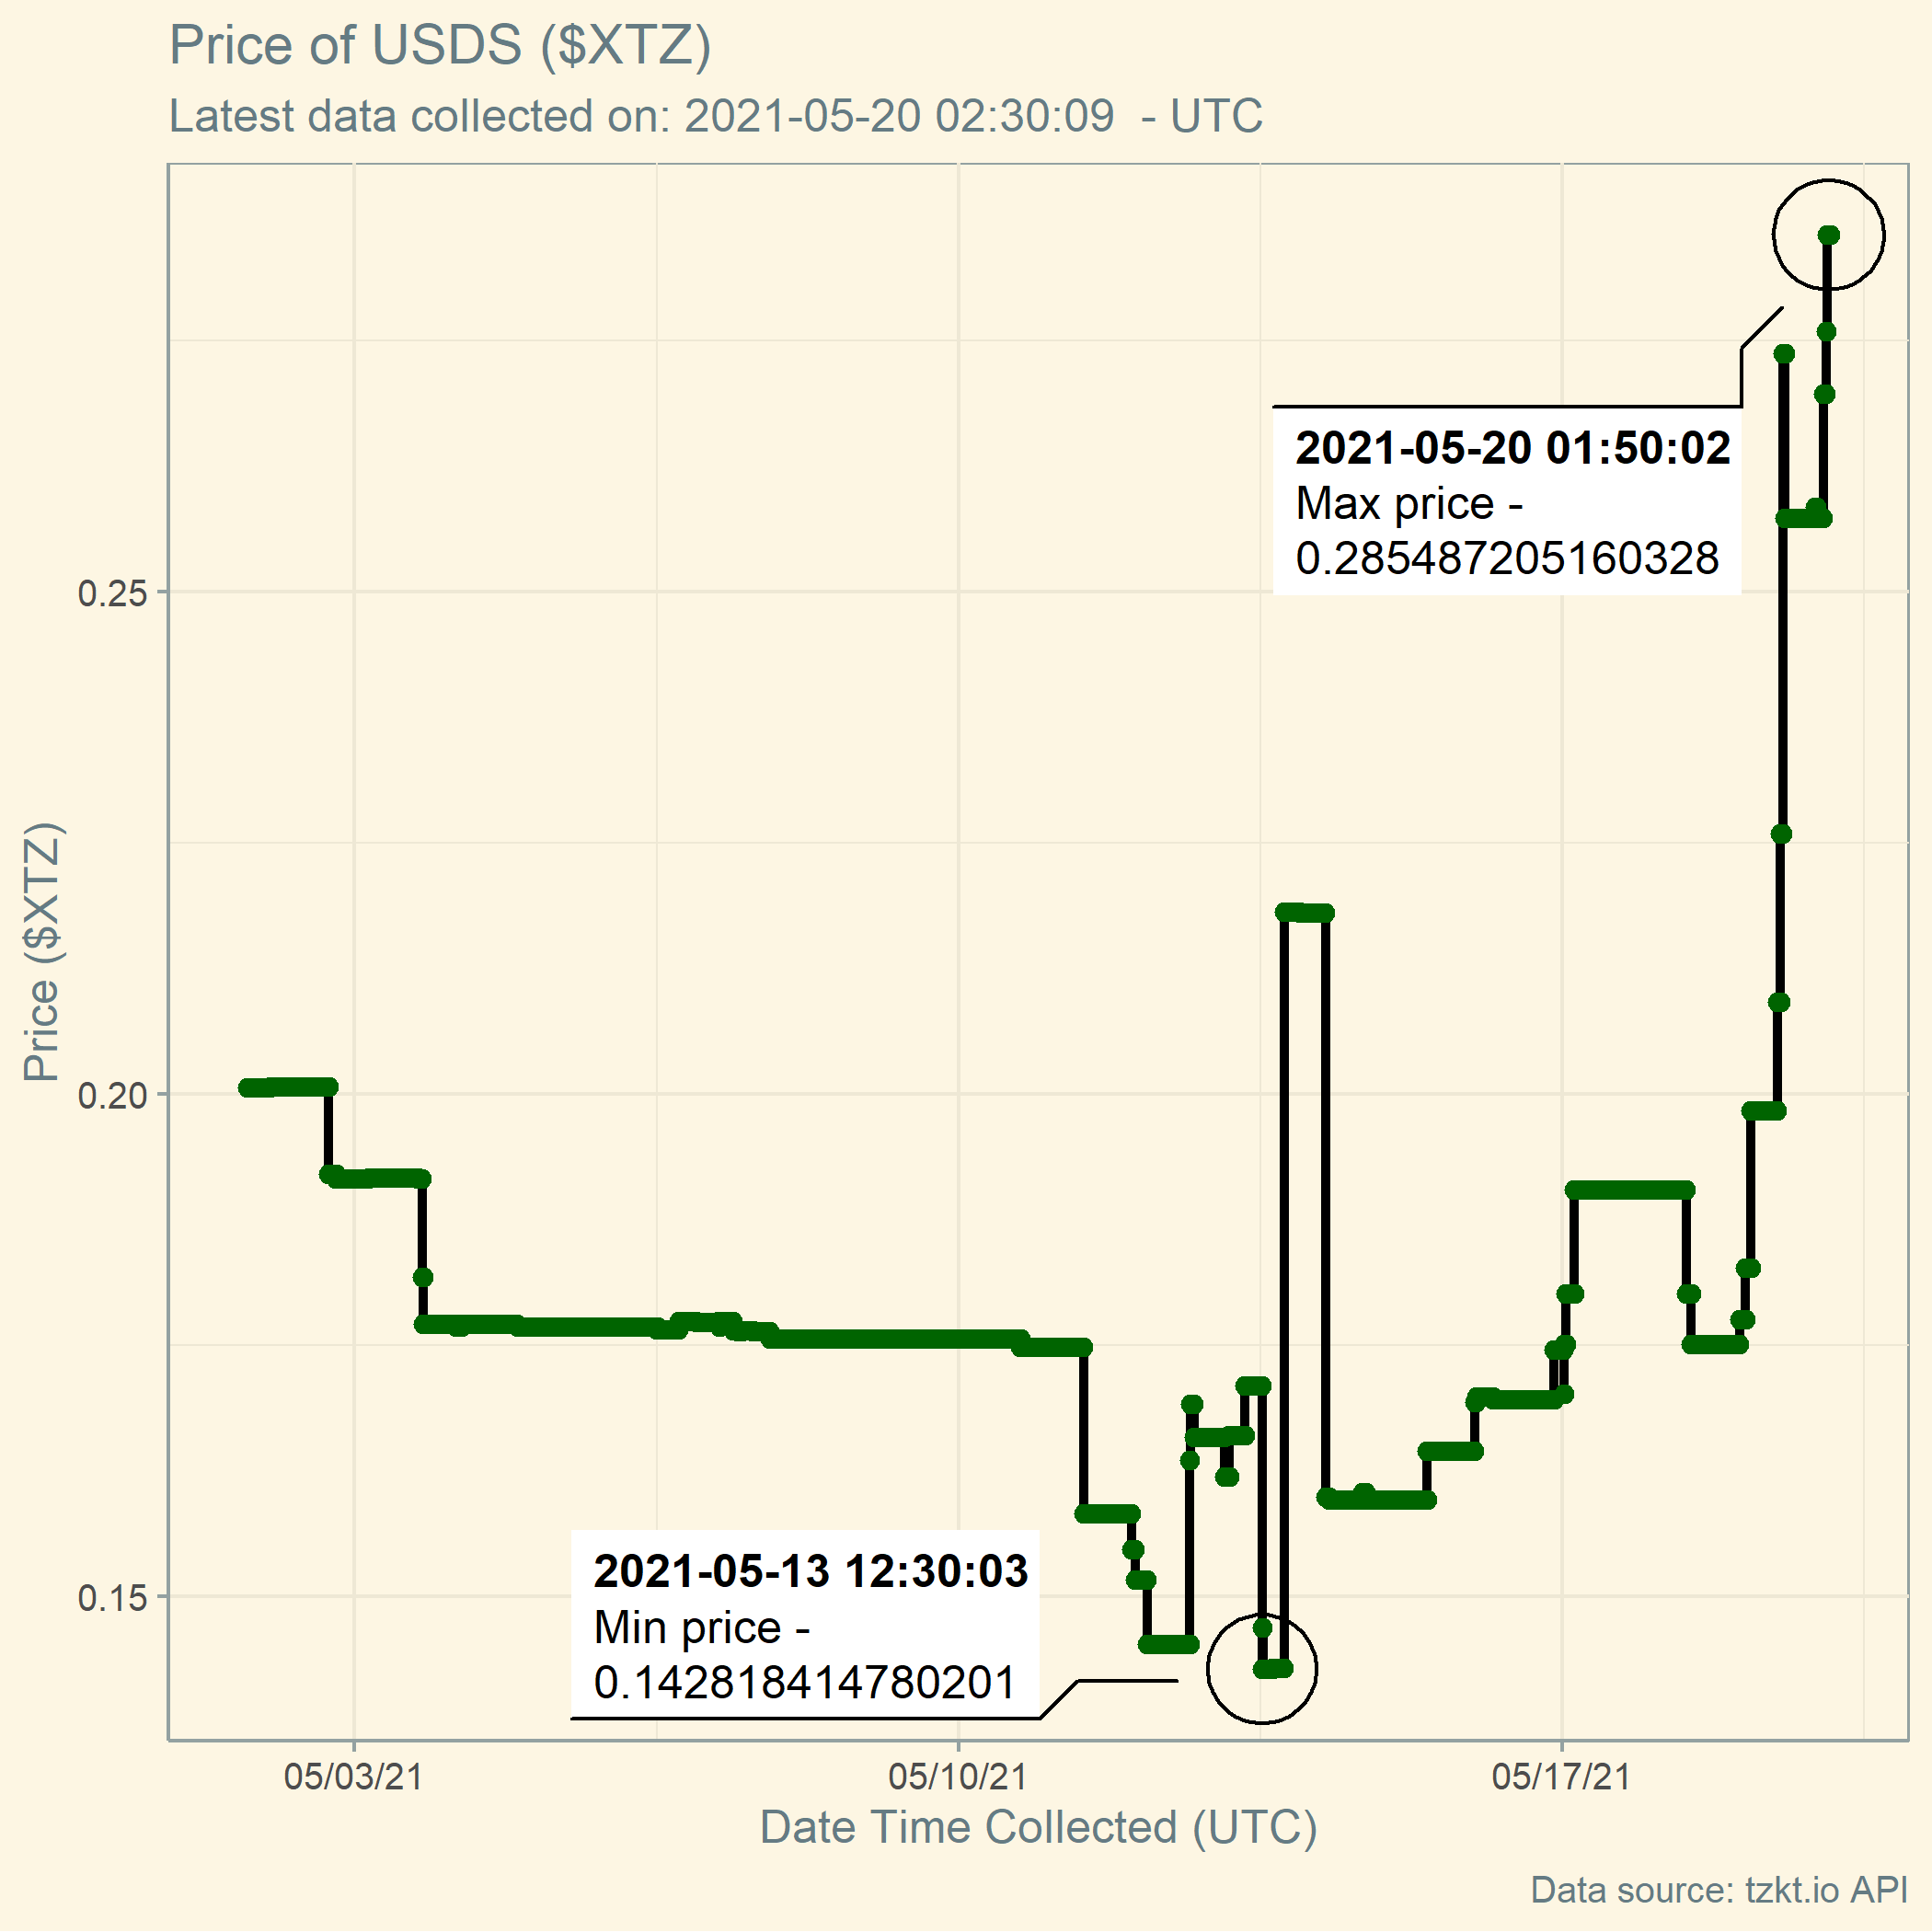 Price of USDS ($XTZ)
Latest data collected on: 2021-05-20 02:30:09  - UTC
2021-05-20 01:50:02
Max price -
0.285487205160328
Price ($XTZ)
0.25
0.20
0.15
2021-05-13 12:30:03
Min price -
0.142818414780201
05/03/21
05/10/21
05/17/21
Date Time Collected (UTC)
Data source: tzkt.io API